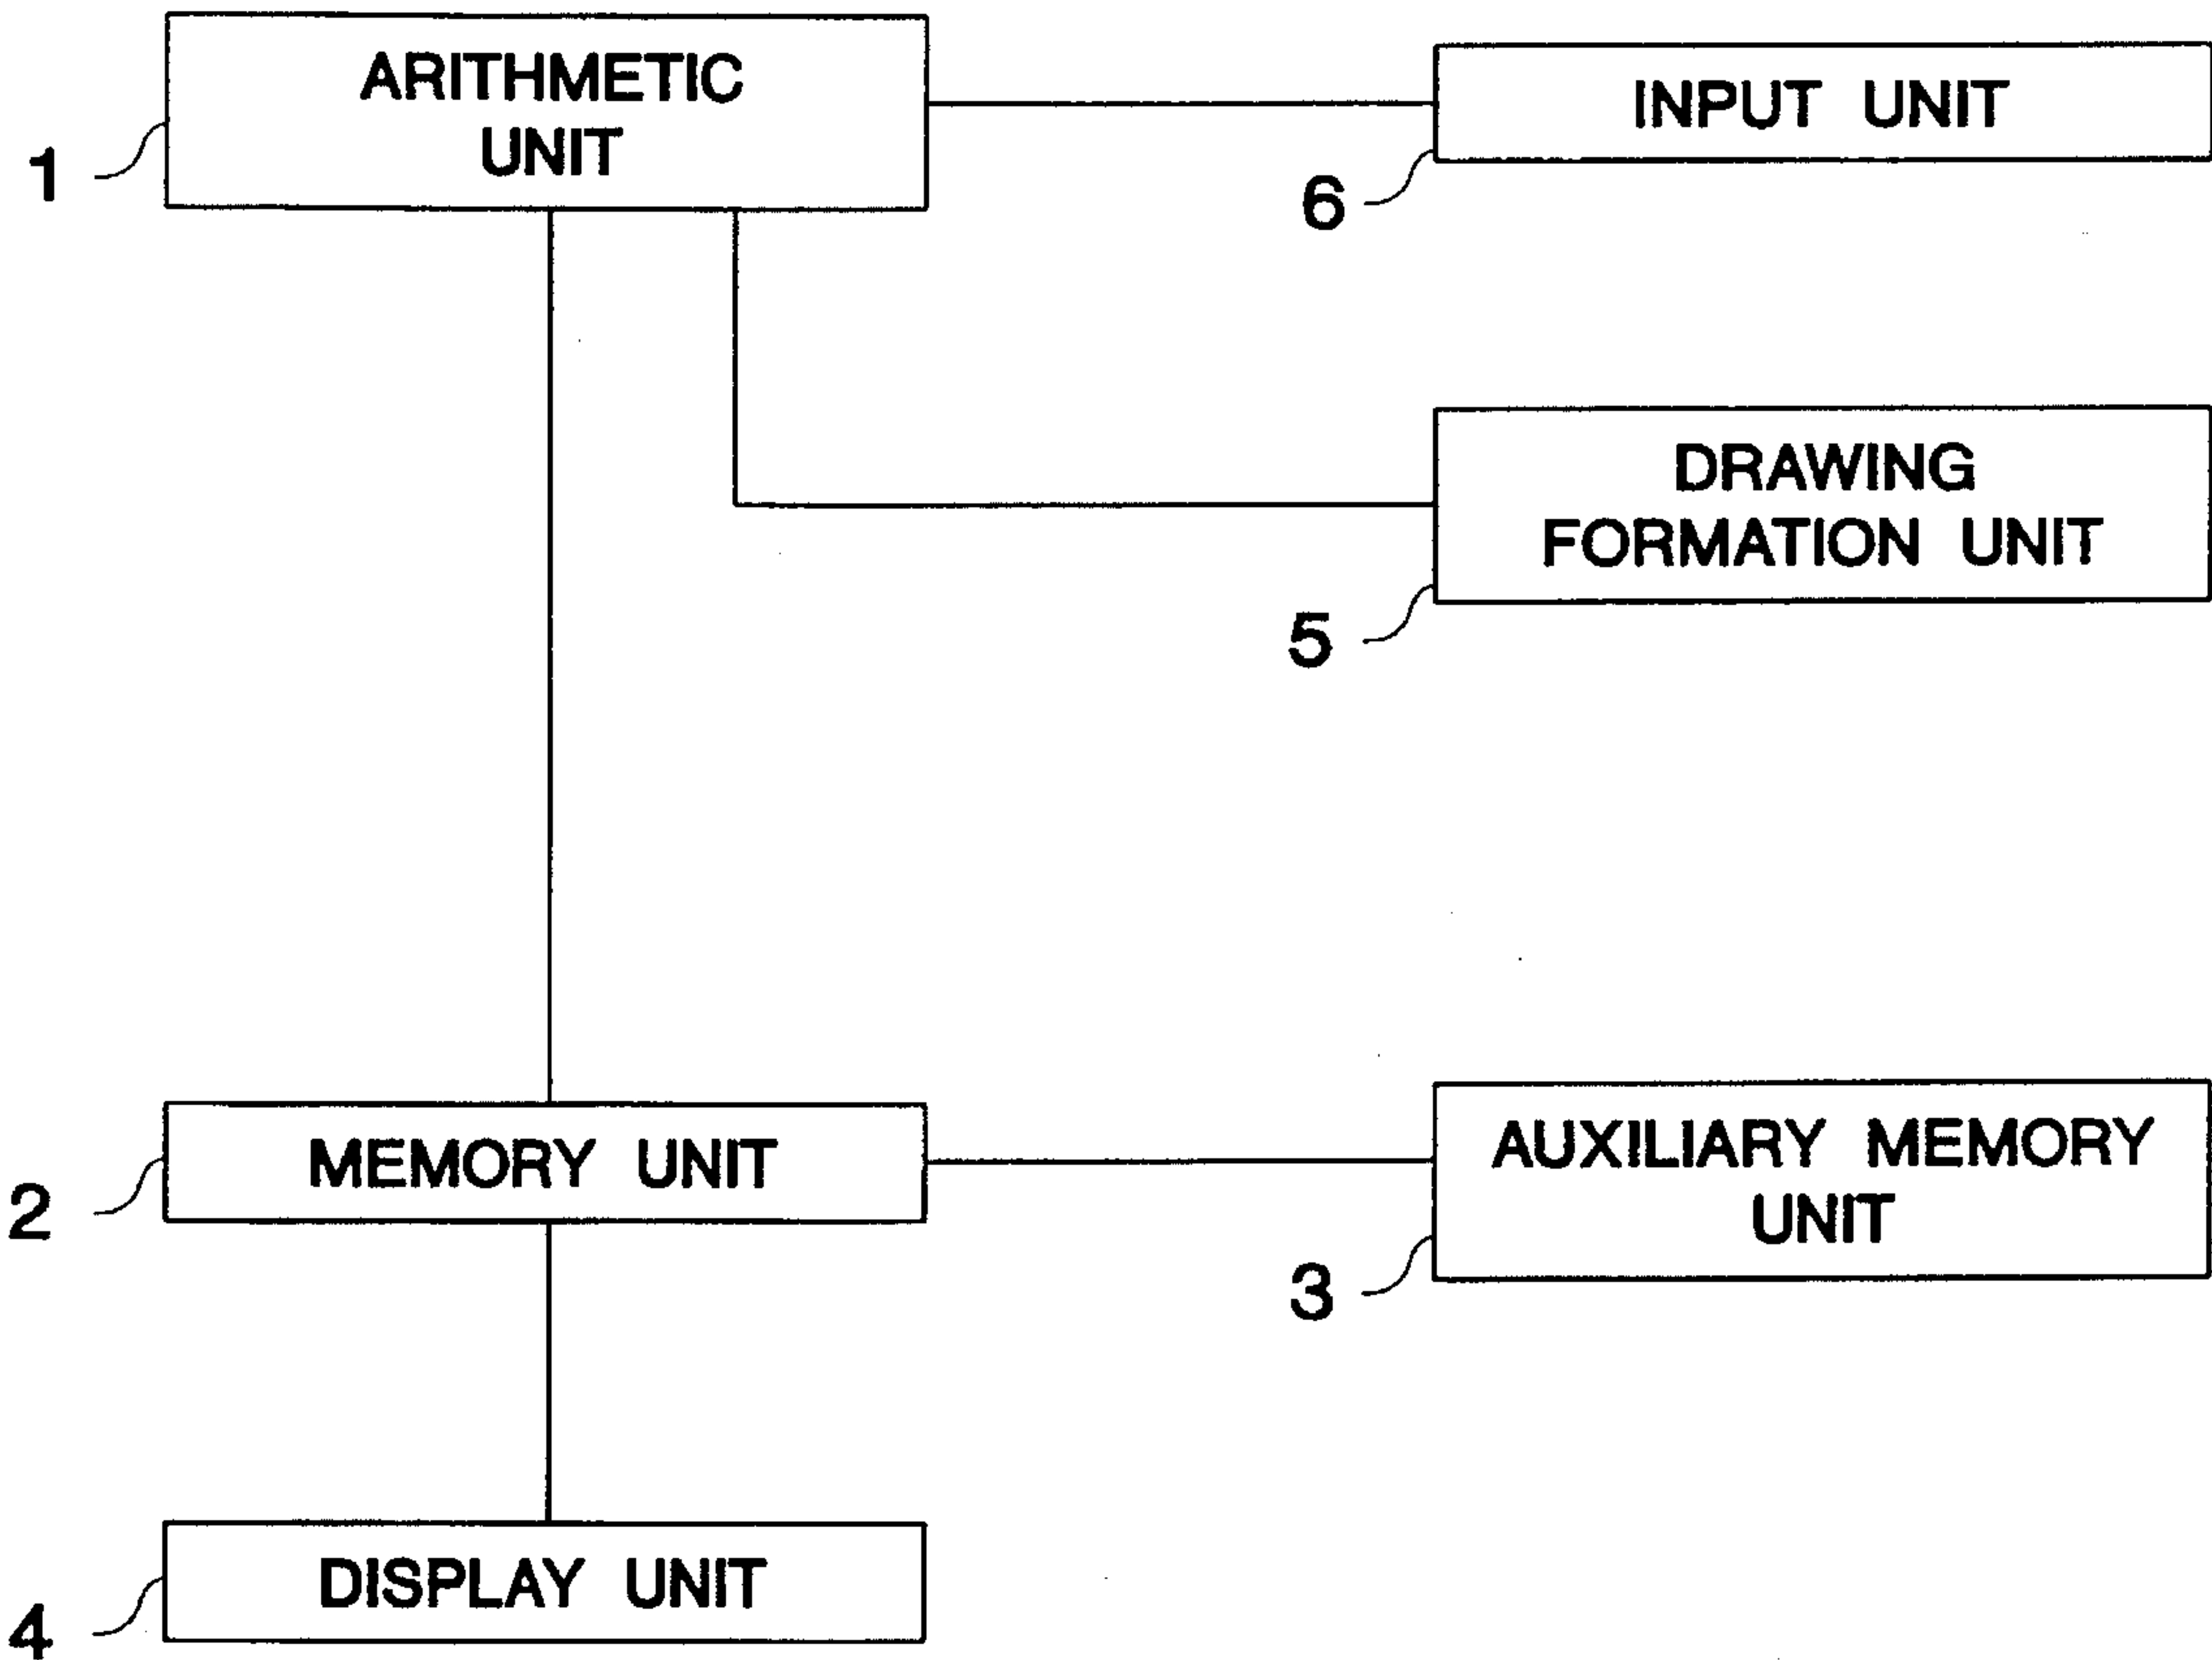 ARITHMETIC
UNIT
1
INPUT UNIT
6
DRAWING
FORMATION UNIT
5
MEMORY UNIT
2
AUXILIARY MEMORY
UNIT
3
DISPLAY UNIT
4